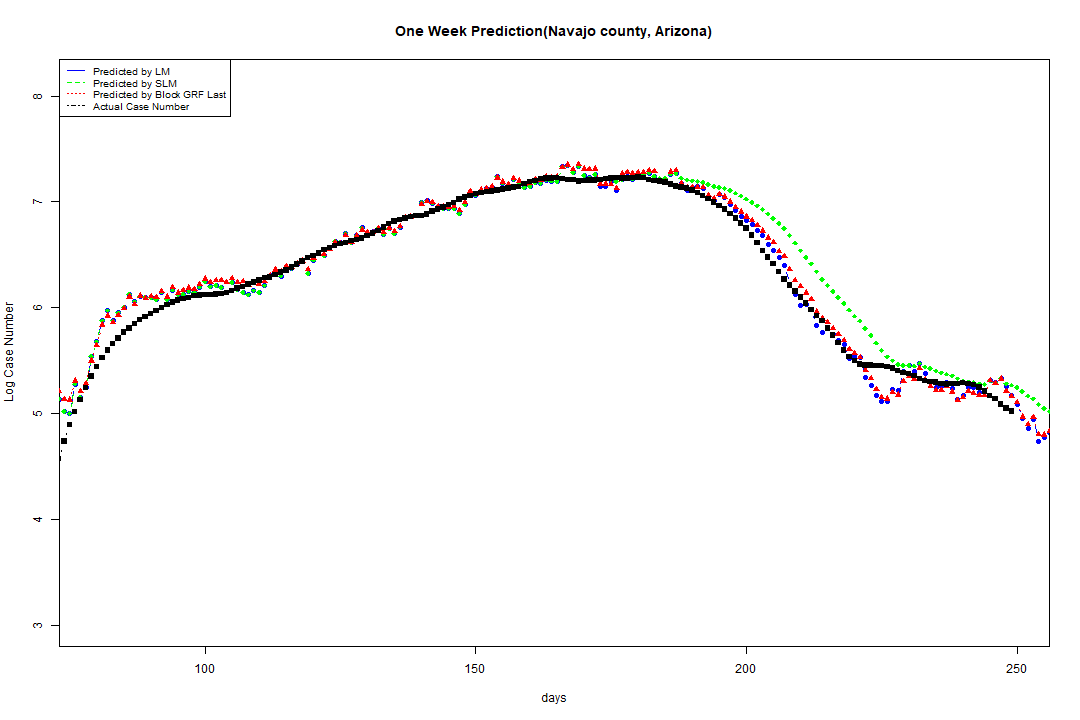 One Week Prediction(Navajo county, Arizona)
Predicted by LM
Predicted by SLM
Predicted by Block GRF Last
Actual Case Number
8
7
6
5
4
3
Log Case Number
100 150 200 250
days